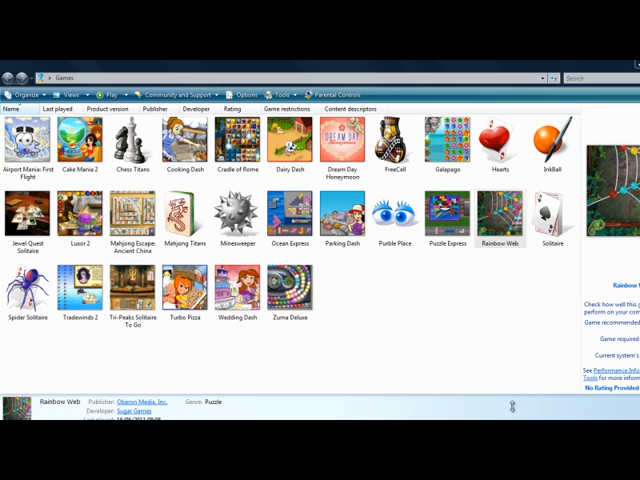 Games
Search
Organize Views Play Community and Support Options Tools Parental Controls
Name Last played Product version Publisher Developer Rating Game restrictions Content descriptors
Airport Mania: First Flight
Cake Mania 2
Chess Titans
Cooking Dash
Cradle of Rome
Dairy Dash
DREAM DAY
Dream Day Honeymoon
FreeCell
Galapago
Hearts
InkBall
Jewel Quest Solitaire
Luxor 2
Mahjong Escape: Ancient China
Mahjong Titans
Minesweeper
Ocean Express
Parking Dash
Purble Place
Puzzle Express
Rainbow Web
Solitaire
Spider Solitaire
Tradewinds 2
Tri-Peaks Solitaire To Go
Turbo Pizza
Wedding Dash
Zuma Deluxe
Rainbow
Check how well this g
perform on your com
Game recommended
Game required
Current system's
See Performance Info
Tools for more inform
No Rating Provided
Rainbow Web
Publisher: Oberon Media, Inc.
Genre: Puzzle
Developer: Sugar Games